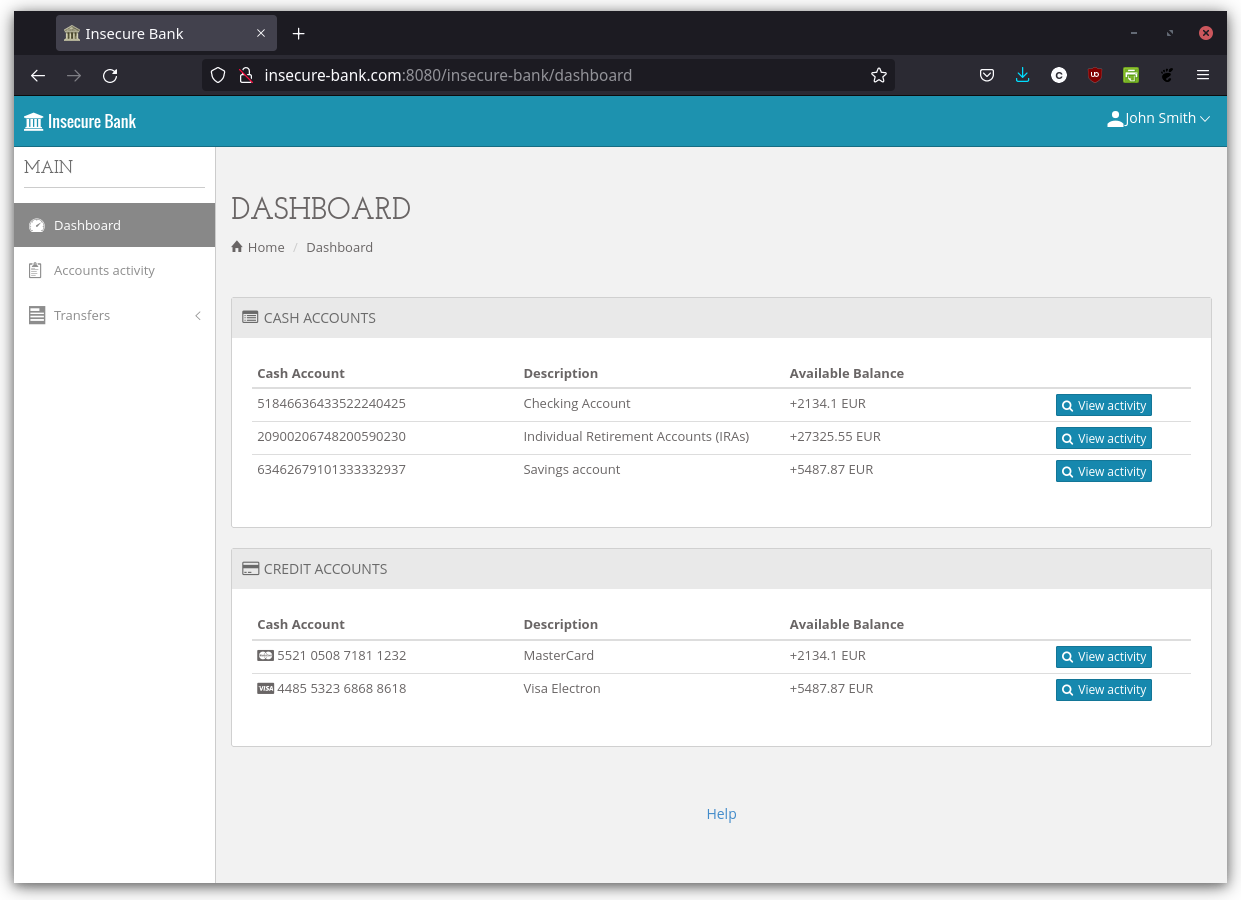 Insecure Bank
insecure-bank.com:8080/insecure-bank/dashboard
Insecure Bank
John Smith
MAIN
Dashboard
Accounts activity
Transfers
DASHBOARD
Home / Dashboard
CASH ACCOUNTS
Cash Account Description Available Balance
51846636433522240425 Checking Account +2134.1 EUR View activity
20900206748200590230 Individual Retirement Accounts (IRAs) +27325.55 EUR View activity
63462679101333332937 Savings account +5487.87 EUR View activity
CREDIT ACCOUNTS
Cash Account Description Available Balance
5521 0508 7181 1232 MasterCard +2134.1 EUR View activity
VISA 4485 5323 6868 8618 Visa Electron +5487.87 EUR View activity
Help